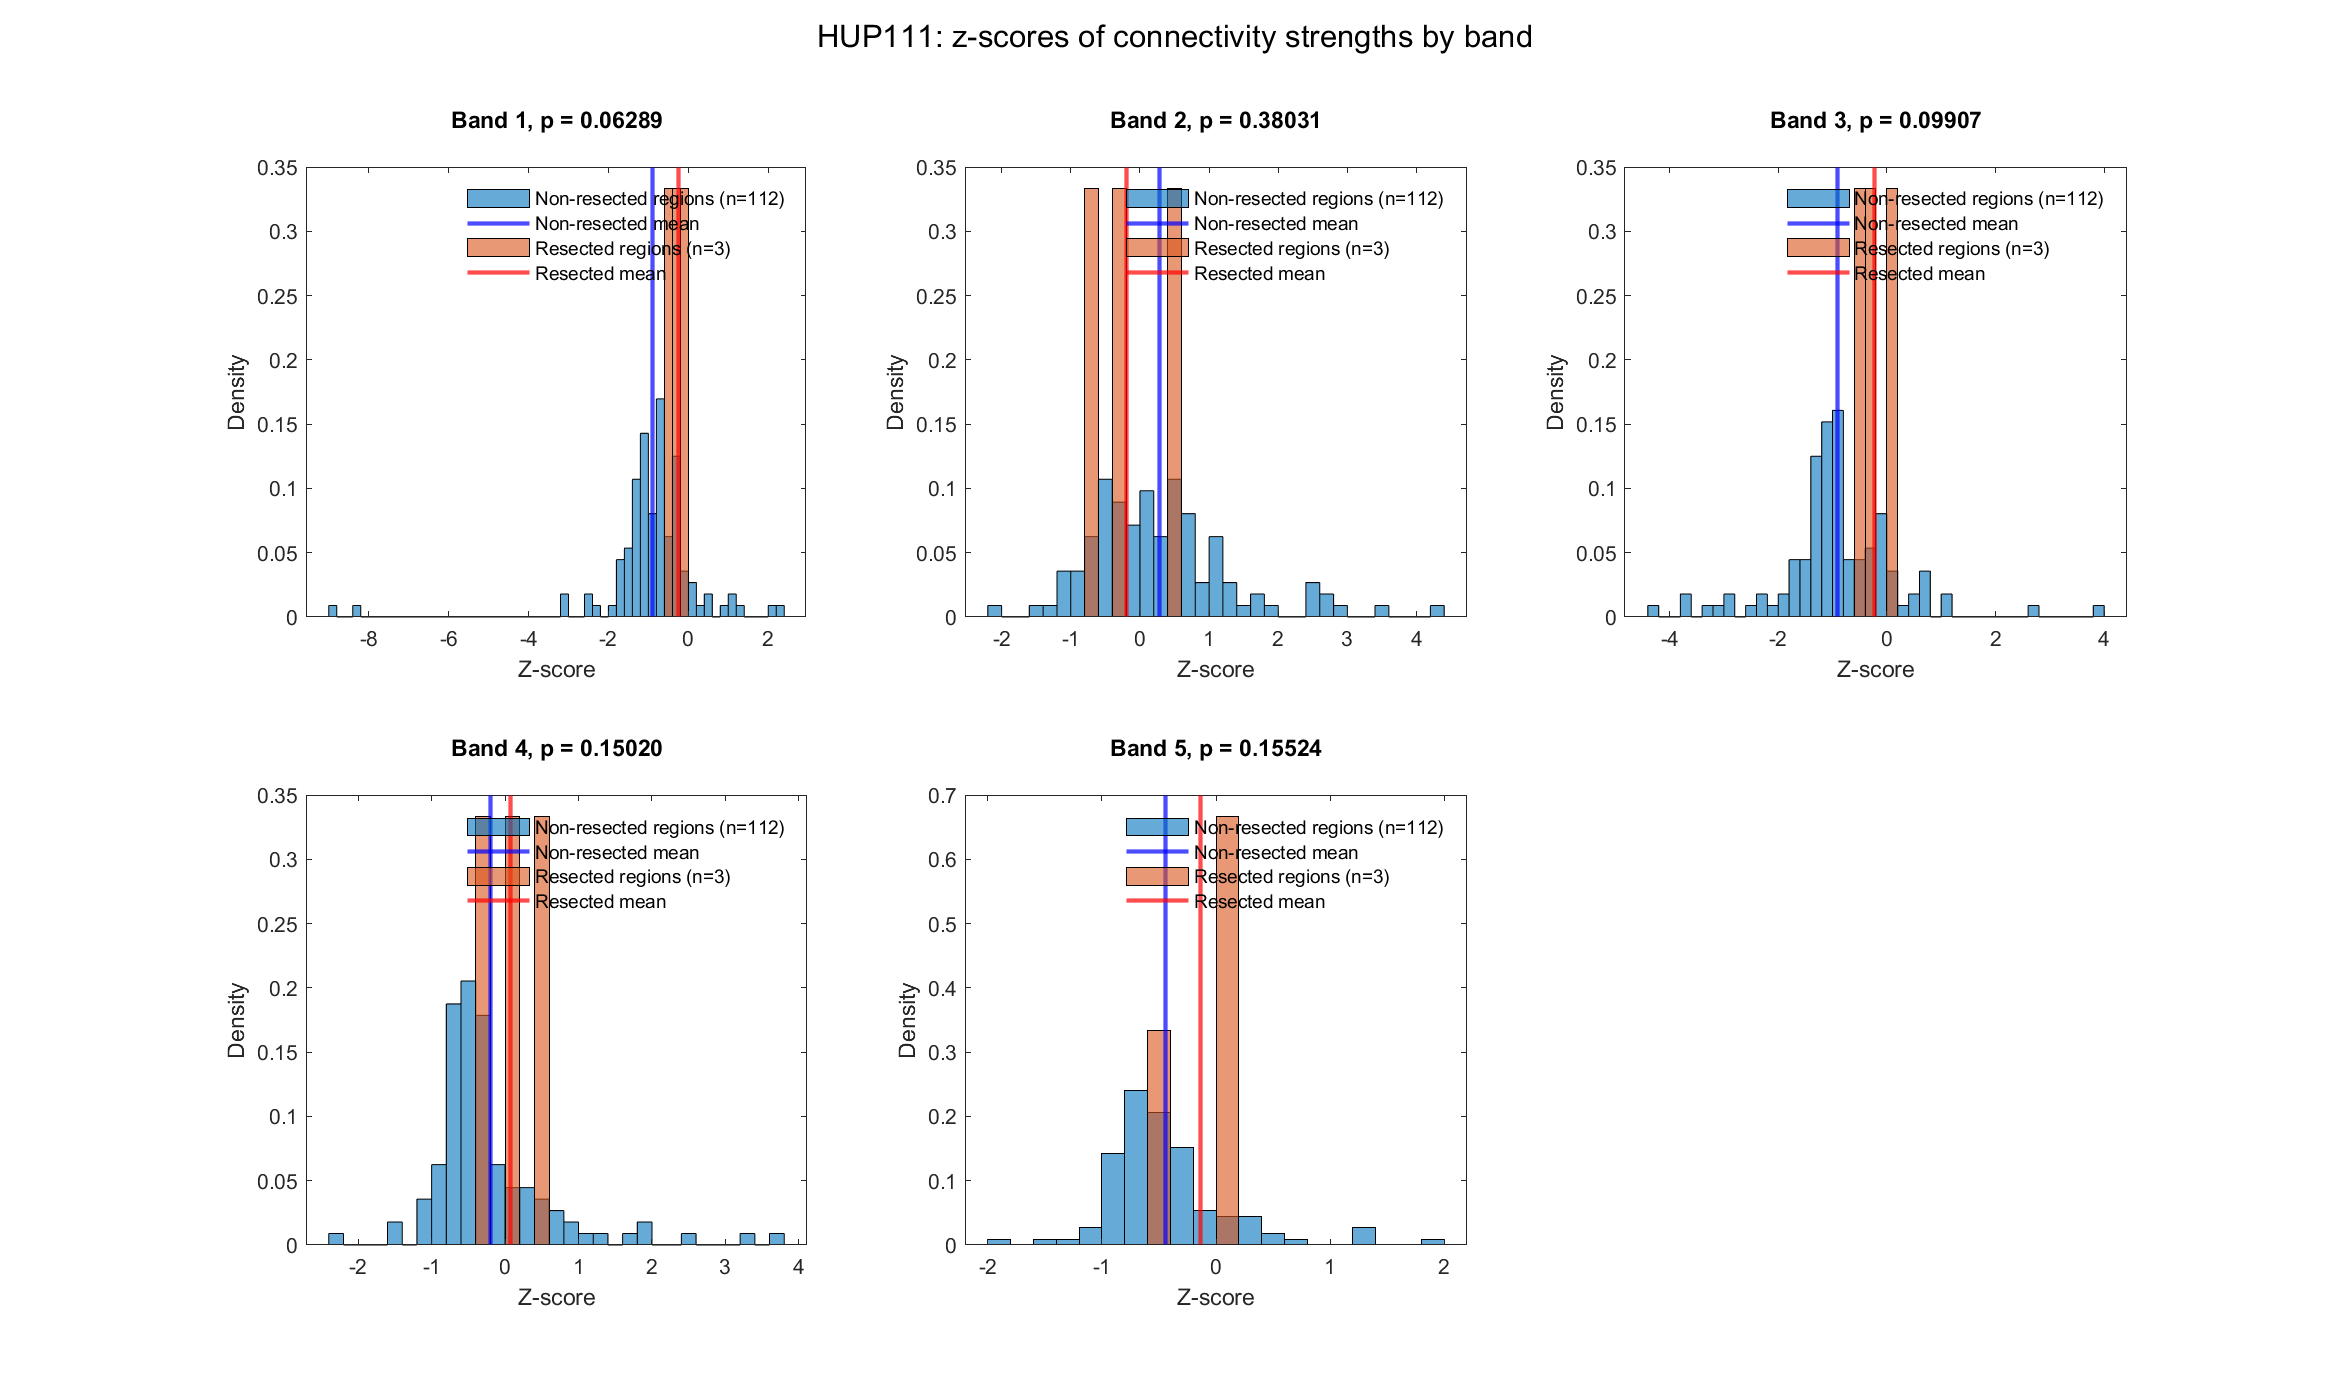 HUP111: z-scores of connectivity strengths by band
Band 1, p = 0.06289
0.35
0.3
0.25
0.2
0.15
0.1
0.05
0
Density
-8 -6 -4 -2 0 2
Z-score
Non-resected regions (n=112)
Non-resected mean
Resected regions (n=3)
Resected mean
Band 2, p = 0.38031
0.35
0.3
0.25
0.2
0.15
0.1
0.05
0
Density
-2 -1 0 1 2 3 4
Z-score
Non-resected regions (n=112)
Non-resected mean
Resected regions (n=3)
Resected mean
Band 3, p = 0.09907
0.35
0.3
0.25
0.2
0.15
0.1
0.05
0
Density
-4 -2 0 2 4
Z-score
Non-resected regions (n=112)
Non-resected mean
Resected regions (n=3)
Resected mean
Band 4, p = 0.15020
0.35
0.3
0.25
0.2
0.15
0.1
0.05
0
Density
-2 -1 0 1 2 3 4
Z-score
Non-resected regions (n=112)
Non-resected mean
Resected regions (n=3)
Resected mean
Band 5, p = 0.15524
0.7
0.6
0.5
0.4
0.3
0.2
0.1
0
Density
-2 -1 0 1 2
Z-score
Non-resected regions (n=112)
Non-resected mean
Resected regions (n=3)
Resected mean